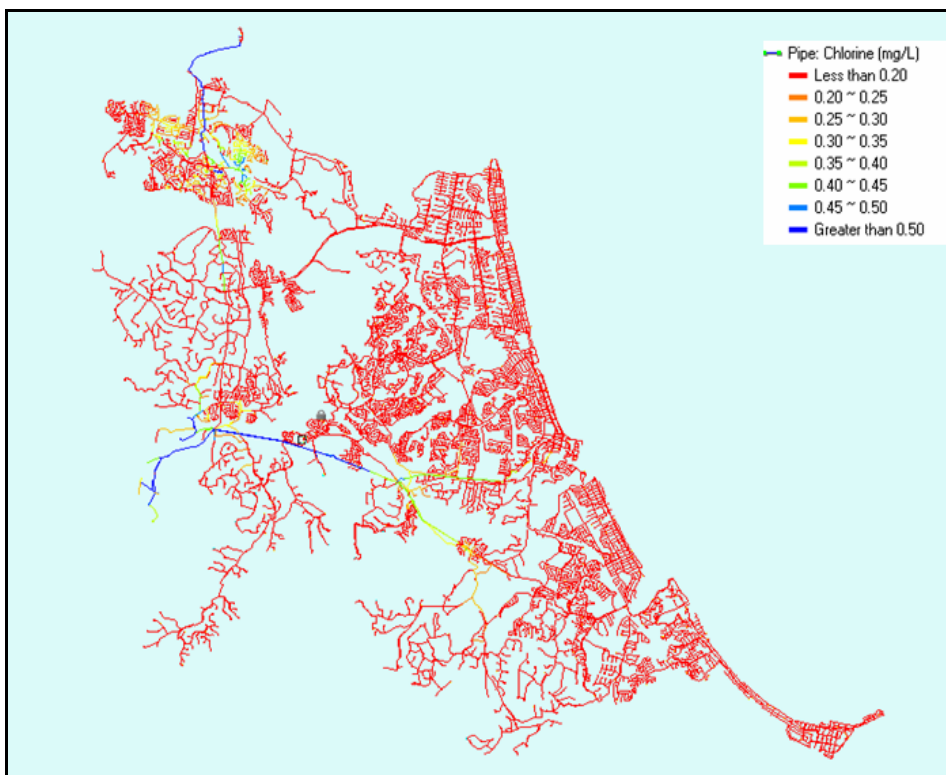 Pipe: Chlorine (mg/L)
Less than 0.20
0.20 ~ 0.25
0.25 ~ 0.30
0.30 ~ 0.35
0.35 ~ 0.40
0.40 ~ 0.45
0.45 ~ 0.50
Greater than 0.50